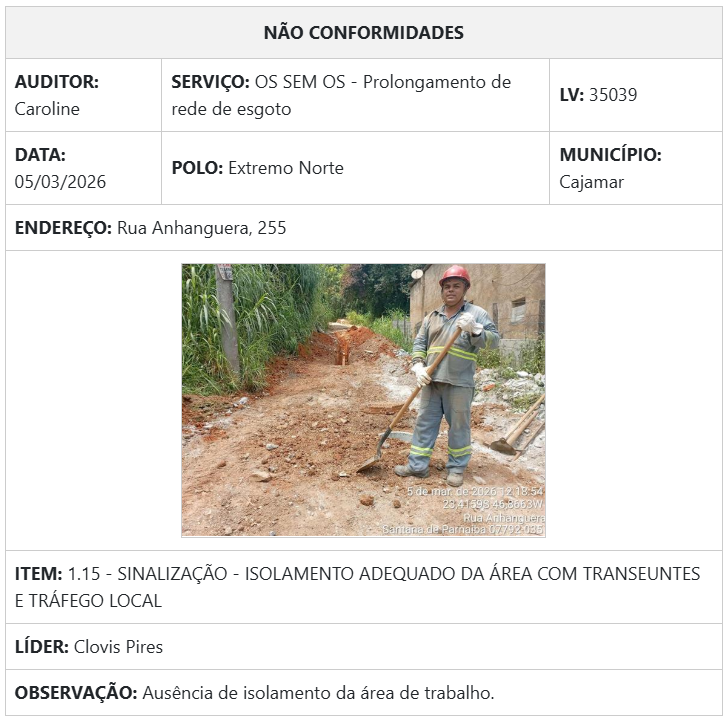 NÃO CONFORMIDADES
AUDITOR:
Caroline
SERVIÇO: OS SEM OS - Prolongamento de
rede de esgoto
LV: 35039
DATA:
05/03/2026
POLO: Extremo Norte
MUNICÍPIO:
Cajamar
ENDEREÇO: Rua Anhanguera, 255
5 de mar. de 2026 12:18:54
Rua Anhanguera
Santana de Parnaíba 07792-035
ITEM: 1.15 - SINALIZAÇÃO - ISOLAMENTO ADEQUADO DA ÁREA COM TRANSEUNTES
E TRÁFEGO LOCAL
LÍDER: Clovis Pires
OBSERVAÇÃO: Ausência de isolamento da área de trabalho.